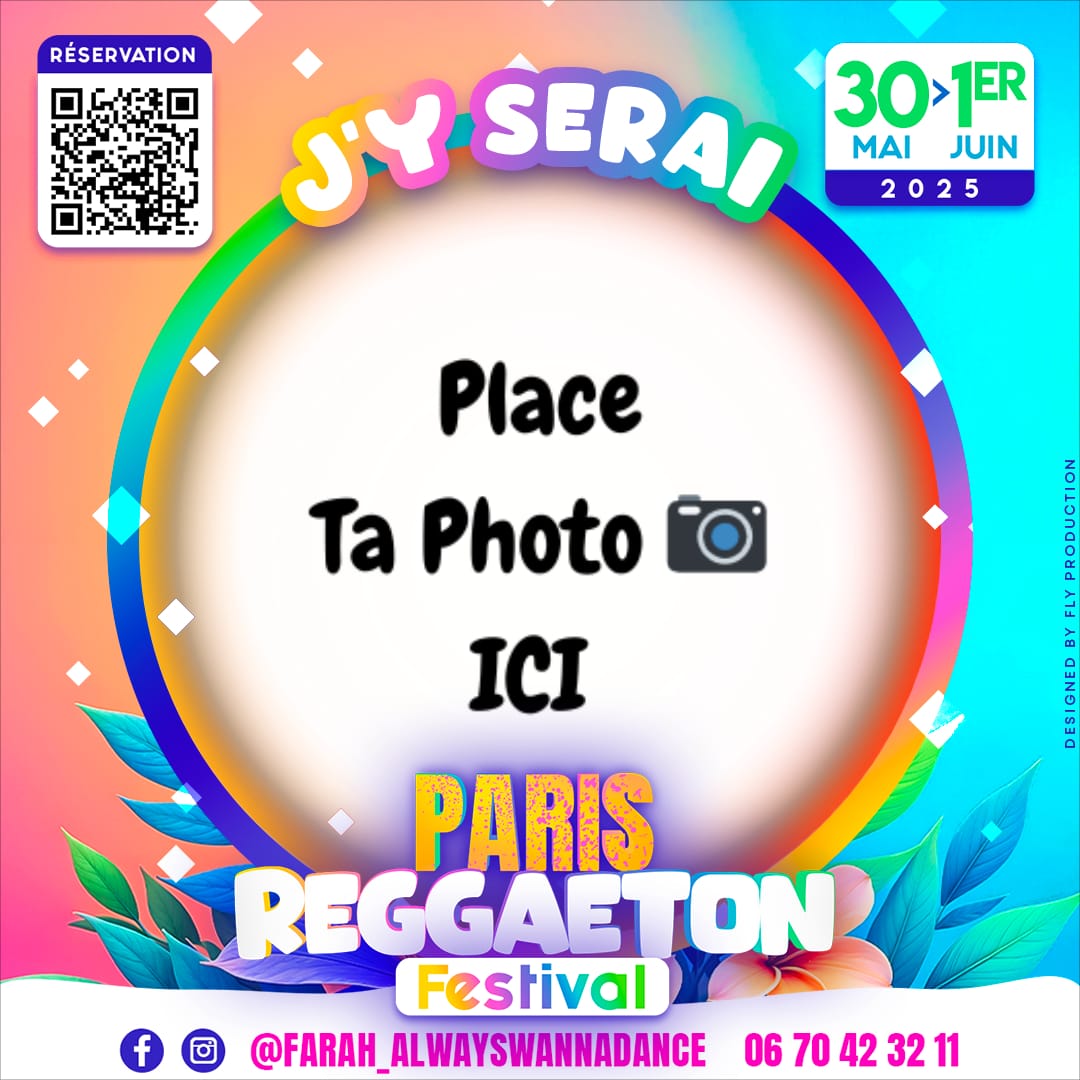 RÉSERVATION
J'Y SERAI
30>1ER
MAI JUIN
2025
Place
Ta Photo
ICI
PARIS
REGGAETON
Festival
@FARAH_ALWAYSWANNADANCE 06 70 42 32 11
DESIGNED BY FLY PRODUCTION